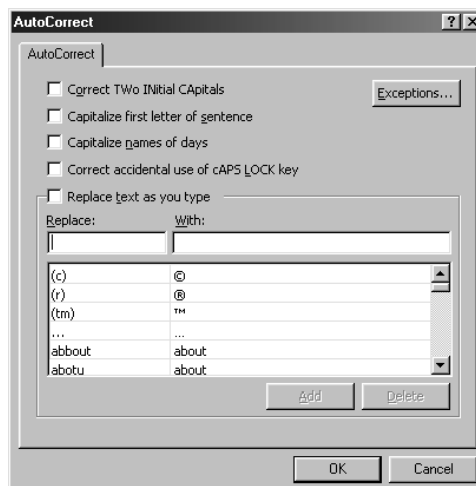 AutoCorrect
AutoCorrect
Correct TWo INitial CApitals
Exceptions...
Capitalize first letter of sentence
Capitalize names of days
Correct accidental use of cAPS LOCK key
Replace text as you type
Replace: With:
(c) ©
(r) ®
(tm) ™
... ...
abbout about
abotu about
Add Delete
OK Cancel